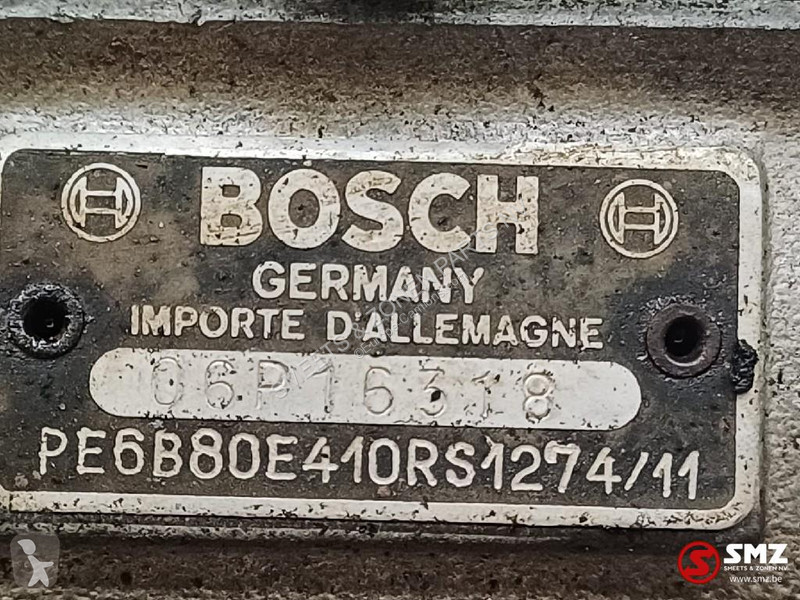 BOSCH
GERMANY
IMPORTE D'ALLEMAGNE
06P16318
PE6B80E410RS1274/11
SMZ
SMEETS & ZONEN NV
www.smz.be